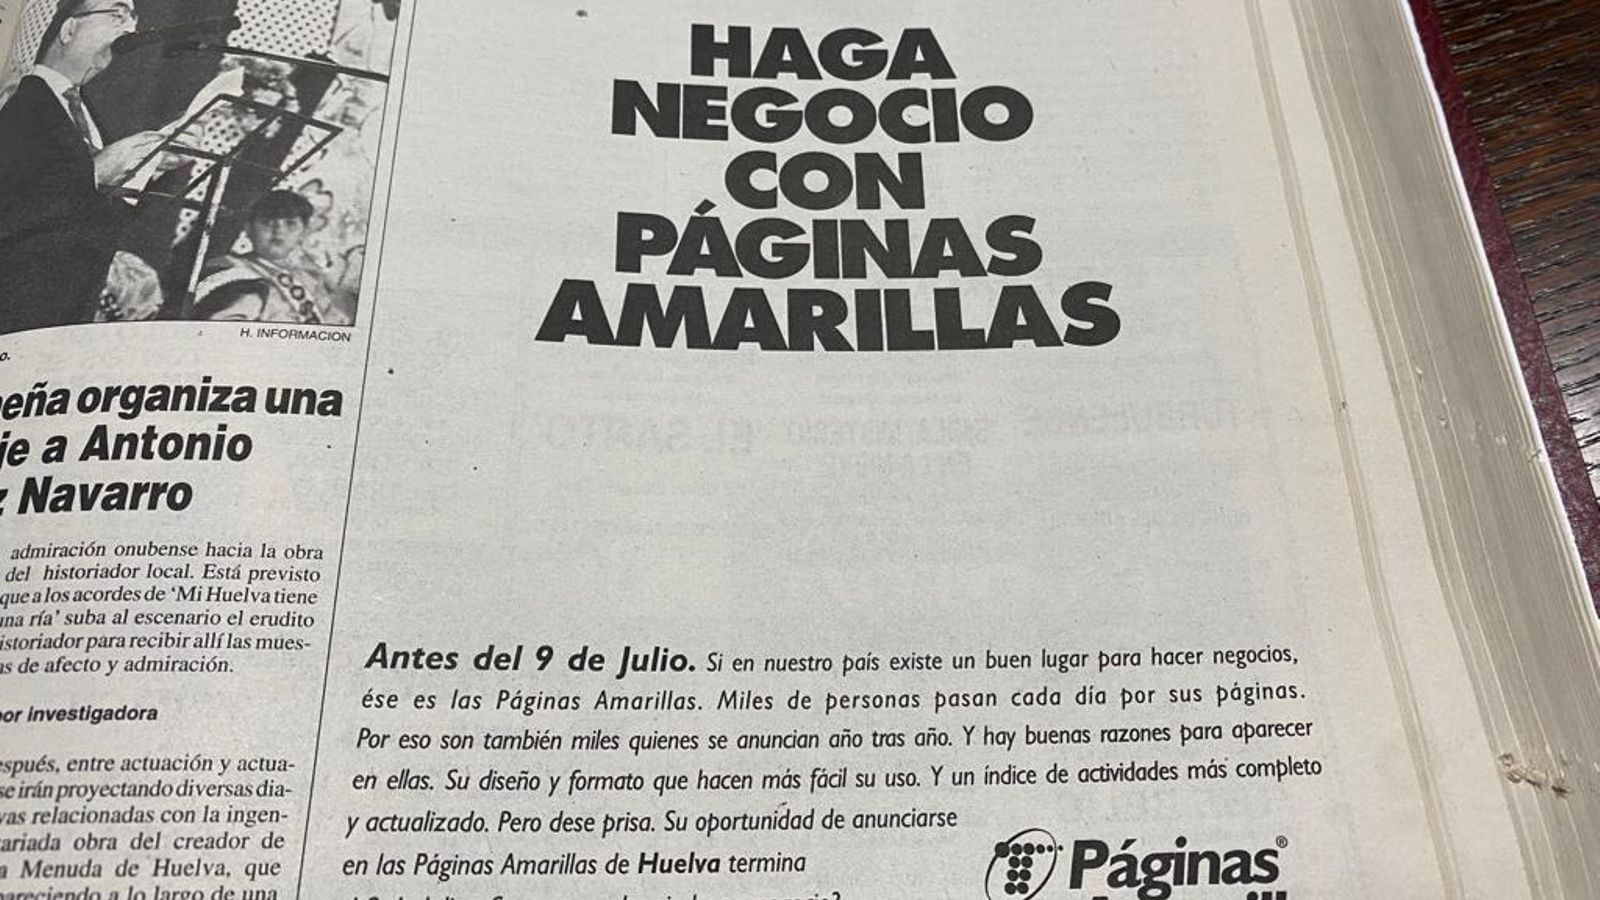 H. INFORMACION
eña organiza una
je a Antonio
z Navarro
admiración onubense hacia la obra
del historiador local. Está previsto
que a los acordes de ‘Mi Huelva tiene
una ría’ suba al escenario el erudito
historiador para recibir allí las mues-
as de afecto y admiración.
por investigadora
espués, entre actuación y actua-
se irán proyectando diversas dia-
vas relacionadas con la ingen-
ariada obra del creador de
a Menuda de Huelva, que
pareciendo a lo largo de una
HAGA
NEGOCIO
CON
PÁGINAS
AMARILLAS
Antes del 9 de Julio. Si en nuestro país existe un buen lugar para hacer negocios,
ése es las Páginas Amarillas. Miles de personas pasan cada día por sus páginas.
Por eso son también miles quienes se anuncian año tras año. Y hay buenas razones para aparecer
en ellas. Su diseño y formato que hacen más fácil su uso. Y un índice de actividades más completo
y actualizado. Pero dese prisa. Su oportunidad de anunciarse
en las Páginas Amarillas de Huelva termina
Páginas®